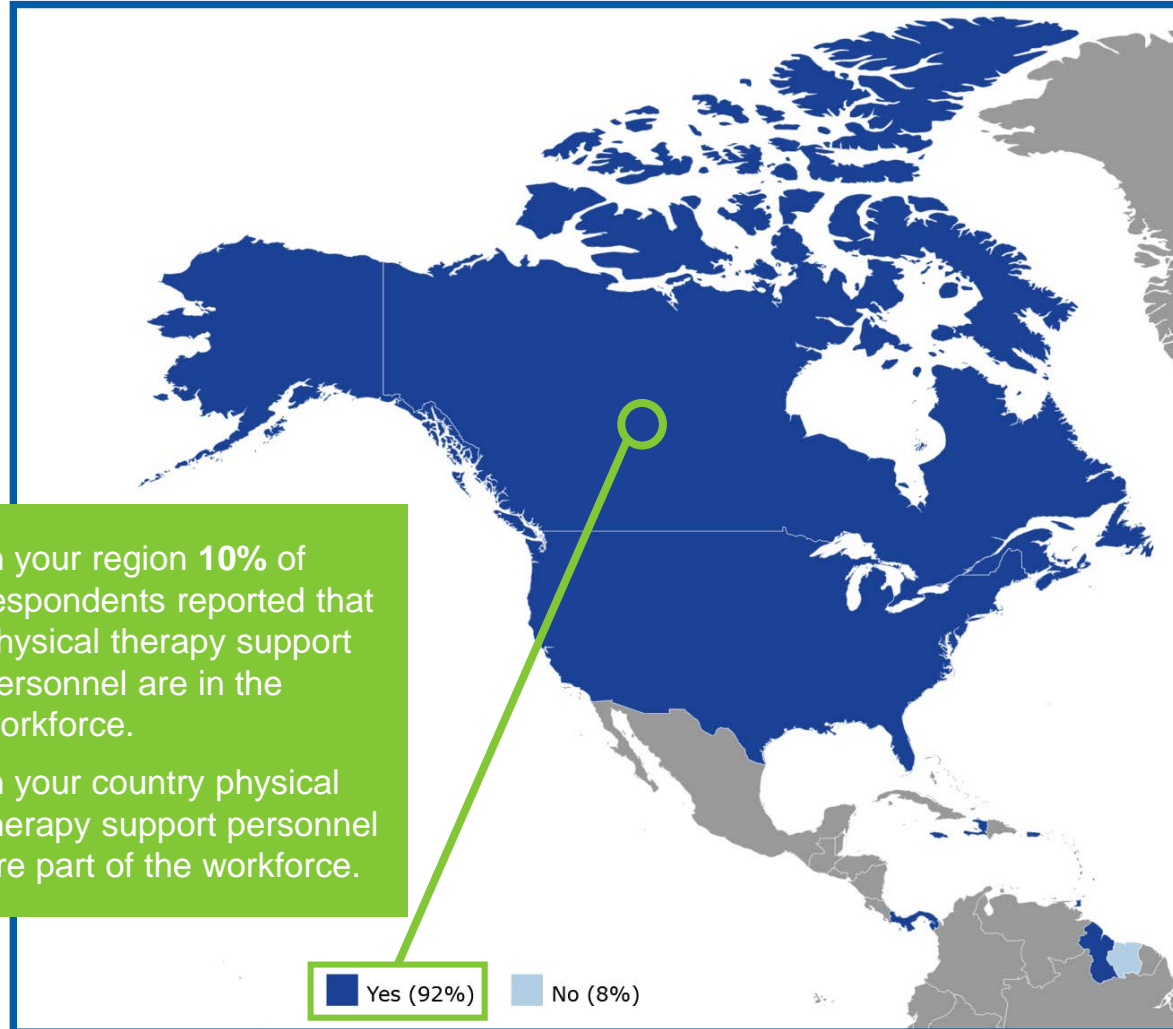 n your region 10% of
espondents reported that
hysical therapy support
ersonnel are in the
orkforce.
n your country physical
herapy support personnel
re part of the workforce.
Yes (92%)
No (8%)